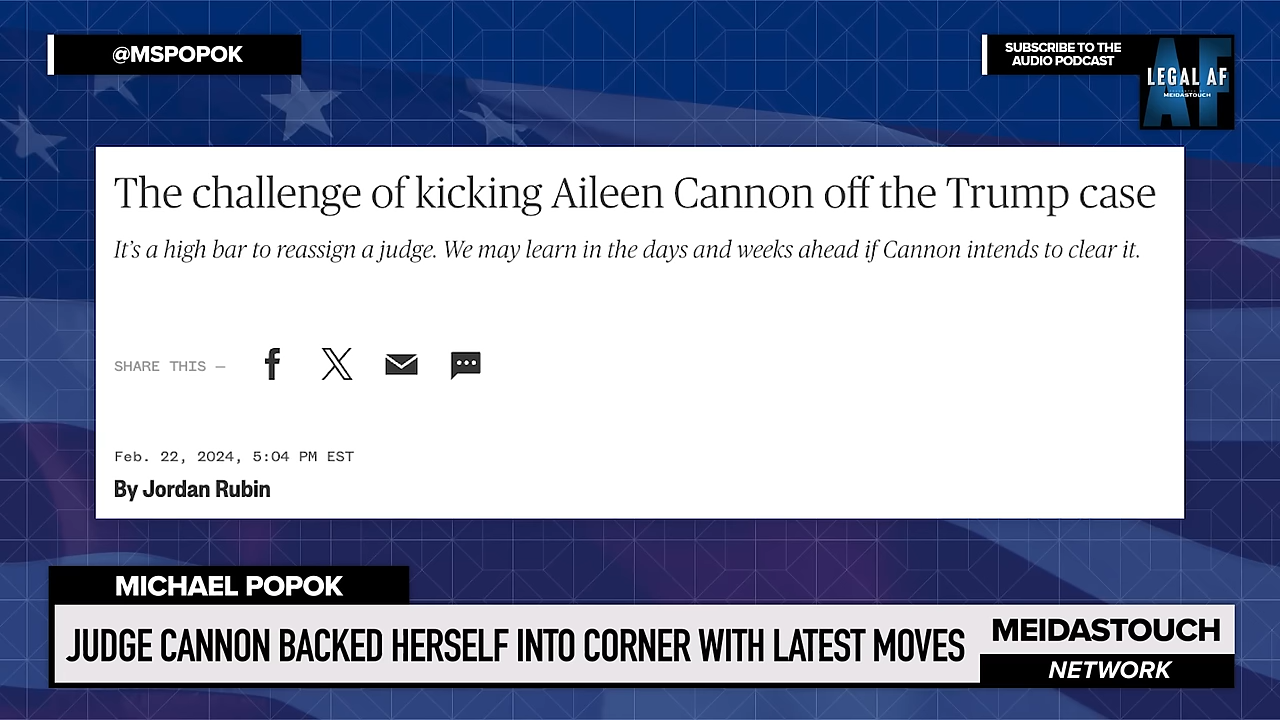 @MSPOPOK
SUBSCRIBE TO THE
AUDIO PODCAST
LEGAL AF
MEIDASTOUCH
The challenge of kicking Aileen Cannon off the Trump case
It's a high bar to reassign a judge. We may learn in the days and weeks ahead if Cannon intends to clear it.
SHARE THIS —
Feb. 22, 2024, 5:04 PM EST
By Jordan Rubin
MICHAEL POPOK
JUDGE CANNON BACKED HERSELF INTO CORNER WITH LATEST MOVES
MEIDASTOUCH
NETWORK